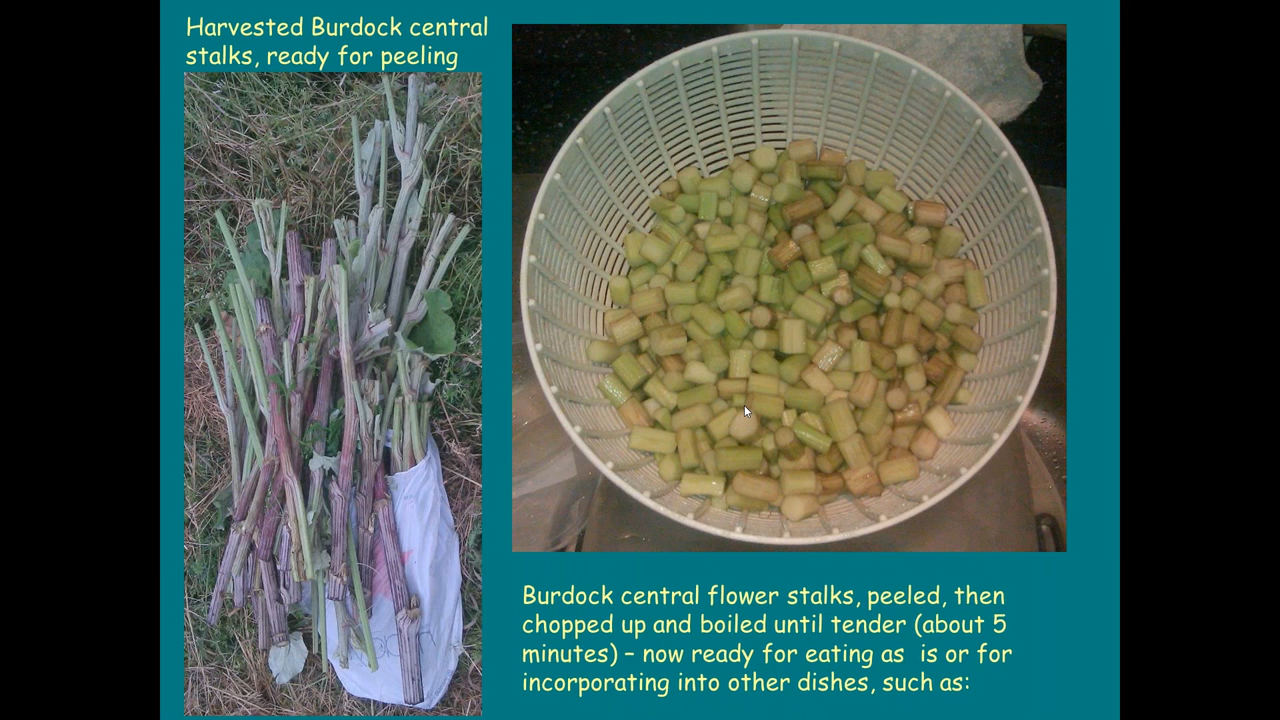 Harvested Burdock central
stalks, ready for peeling
Burdock central flower stalks, peeled, then
chopped up and boiled until tender (about 5
minutes) – now ready for eating as  is or for
incorporating into other dishes, such as: